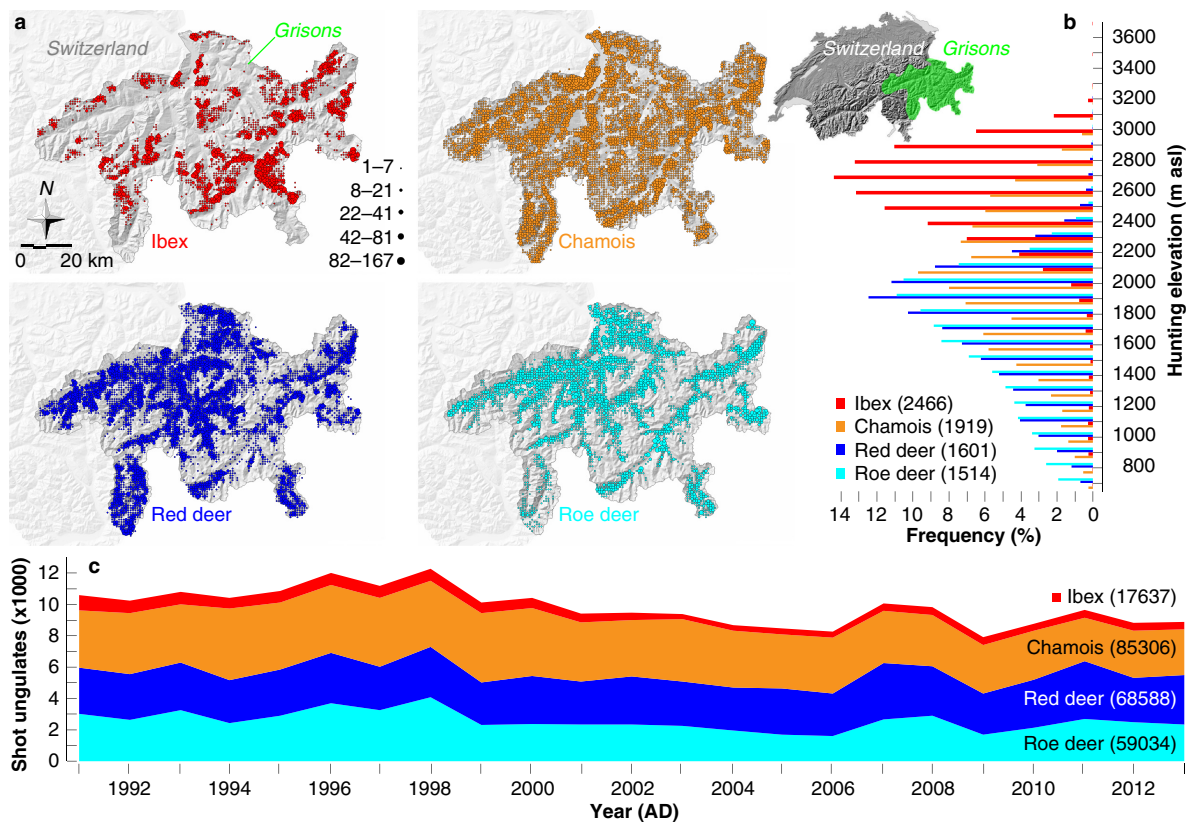 a
Switzerland
Grisons
N
0 20 km
Ibex
1–7
8–21
22–41
42–81
82–167
Chamois
Red deer
Roe deer
b
Switzerland
Grisons
3600
3400
3200
3000
2800
2600
2400
2200
2000
1800
1600
1400
1200
1000
800
Hunting elevation (m asl)
Ibex (2466)
Chamois (1919)
Red deer (1601)
Roe deer (1514)
14 12 10 8 6 4 2 0
Frequency (%)
c
Shot ungulates (x1000)
12
10
8
6
4
2
0
Ibex (17637)
Chamois (85306)
Red deer (68588)
Roe deer (59034)
1992 1994 1996 1998 2000 2002 2004 2006 2008 2010 2012
Year (AD)